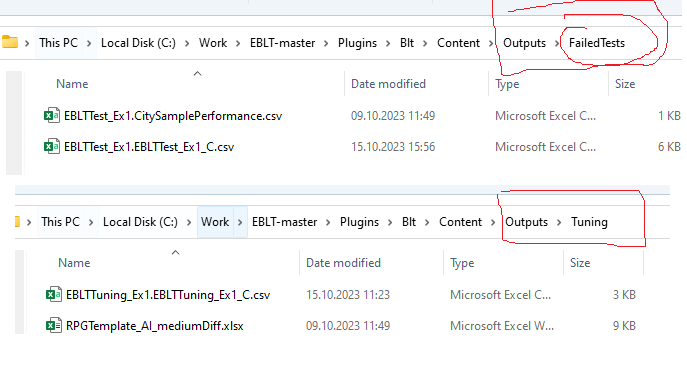 This PC > Local Disk (C:) > Work > EBLT-master > Plugins > Blt > Content > Outputs > FailedTests
Name Date modified Type Size
EBLTTest_Ex1.CitySamplePerformance.csv 09.10.2023 11:49 Microsoft Excel C... 1 KB
EBLTTest_Ex1.EBLTTest_Ex1_C.csv 15.10.2023 15:56 Microsoft Excel C... 6 KB
This PC > Local Disk (C:) > Work > EBLT-master > Plugins > Blt > Content > Outputs > Tuning
Name Date modified Type Size
EBLTTuning_Ex1.EBLTTuning_Ex1_C.csv 15.10.2023 11:23 Microsoft Excel C... 3 KB
RPGTemplate_AI_mediumDiff.xlsx 09.10.2023 11:49 Microsoft Excel W... 9 KB